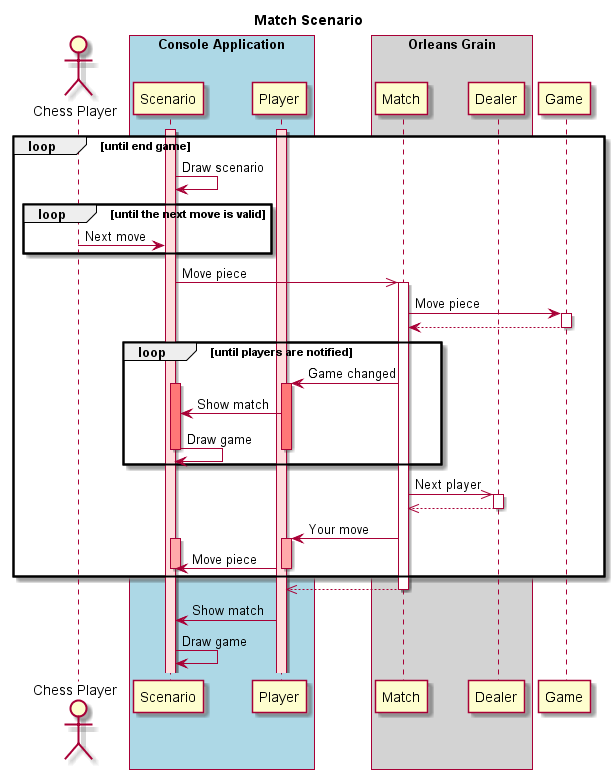 Match Scenario
Console Application
Orleans Grain
Chess Player
Scenario
Player
Match
Dealer
Game
loop
[until end game]
Draw scenario
loop
[until the next move is valid]
Next move
Move piece
Move piece
loop
[until players are notified]
Game changed
Show match
Draw game
Next player
Your move
Move piece
Show match
Draw game
Chess Player
Scenario
Player
Match
Dealer
Game